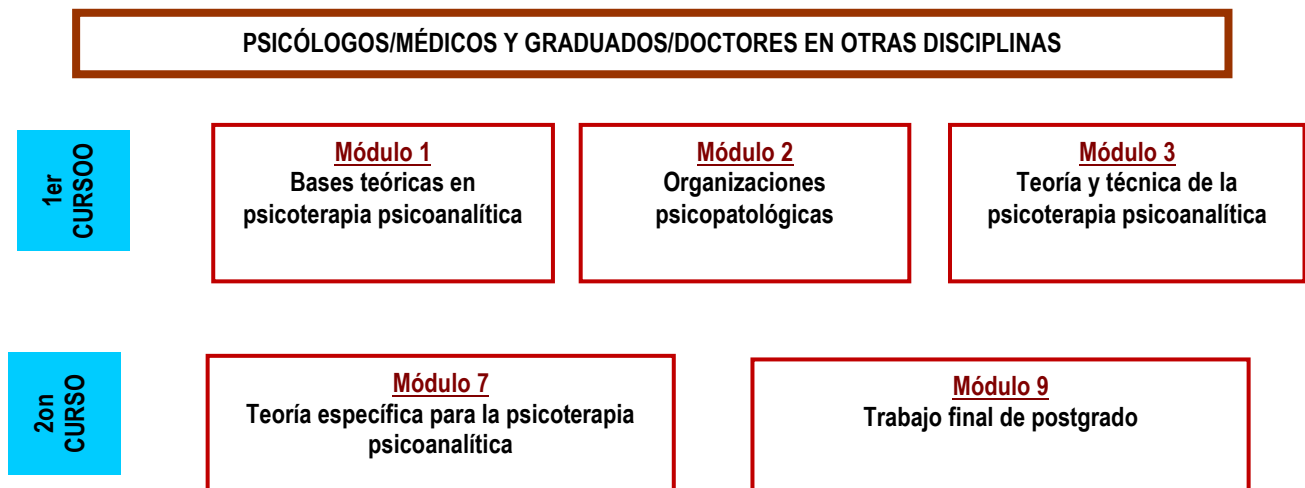 PSICÓLOGOS/MÉDICOS Y GRADUADOS/DOCTORES EN OTRAS DISCIPLINAS
1er
CURSOO
Módulo 1
Bases teóricas en
psicoterapia psicoanalítica
Módulo 2
Organizaciones
psicopatológicas
Módulo 3
Teoría y técnica de la
psicoterapia psicoanalítica
2on
CURSO
Módulo 7
Teoría específica para la psicoterapia
psicoanalítica
Módulo 9
Trabajo final de postgrado